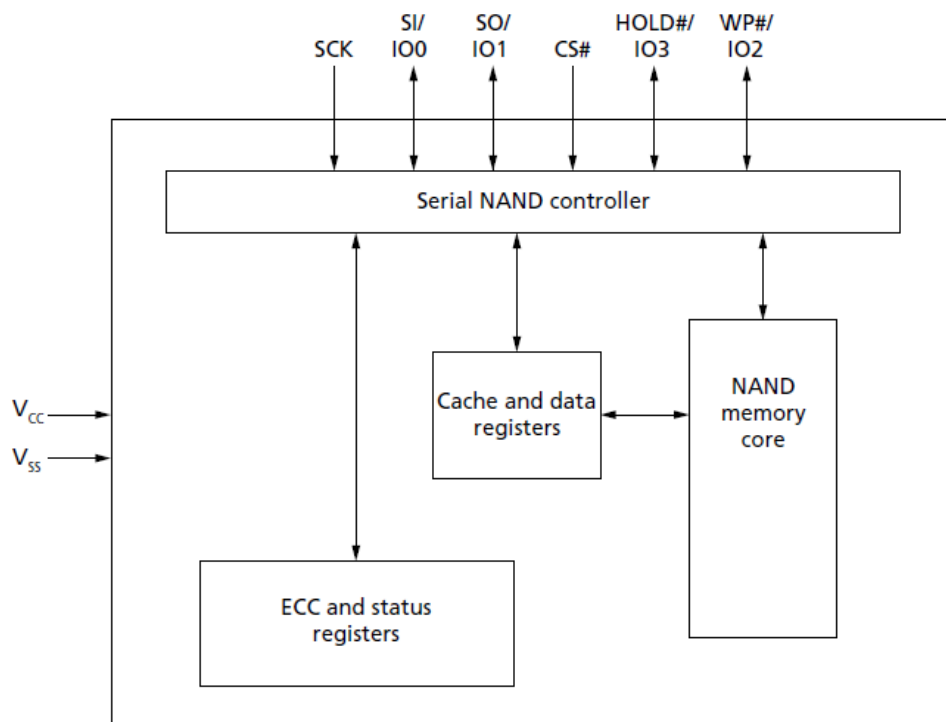 SCK
SI/
IO0
SO/
IO1
CS#
HOLD#/
IO3
WP#/
IO2
Serial NAND controller
Cache and data
registers
NAND
memory
core
VCC
VSS
ECC and status
registers